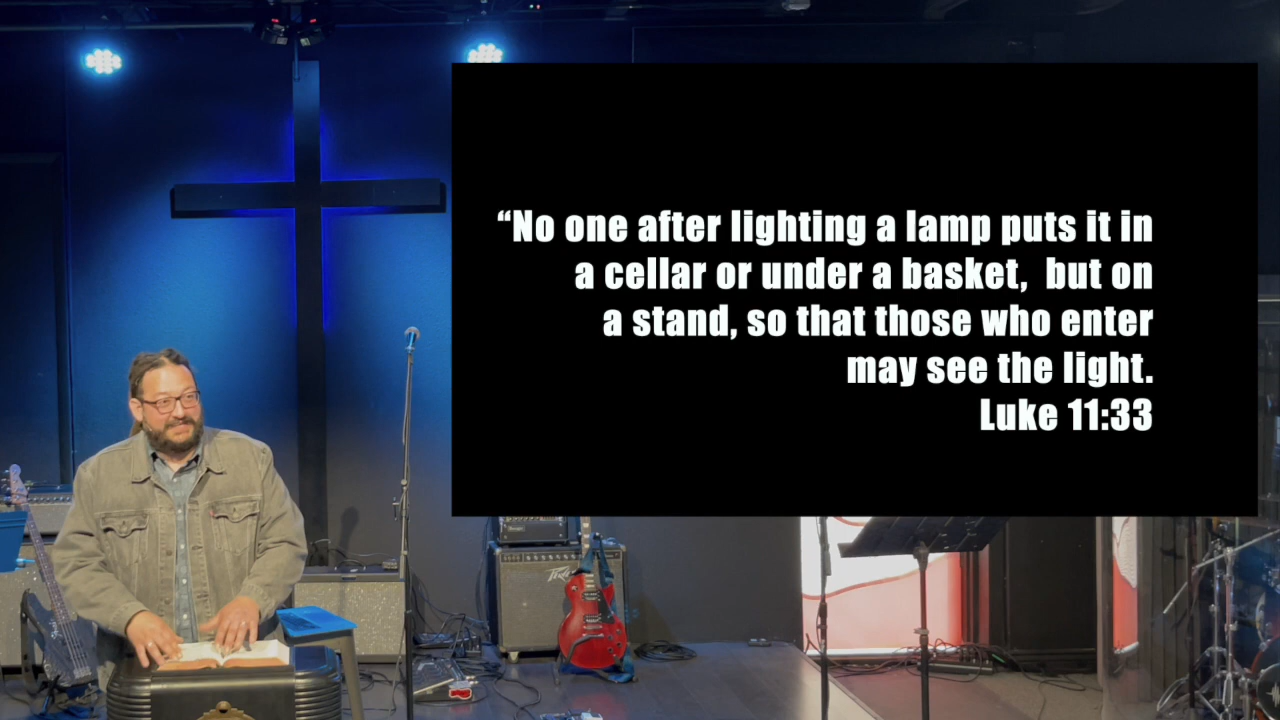 “No one after lighting a lamp puts it in
a cellar or under a basket,  but on
a stand, so that those who enter
may see the light.
Luke 11:33